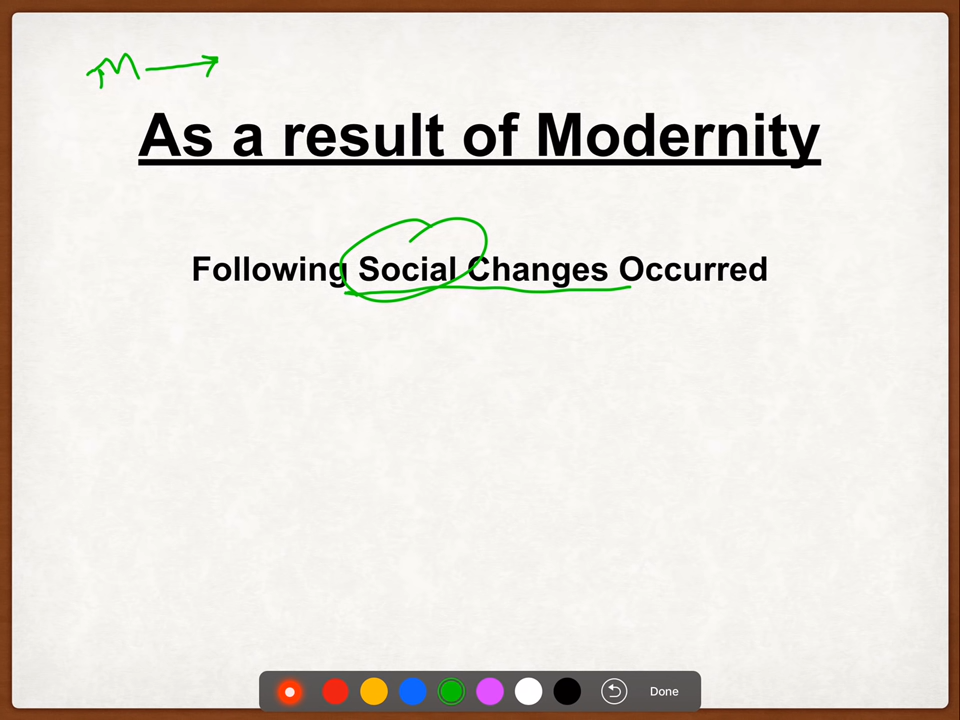 M
As a result of Modernity
Following Social Changes Occurred
Done